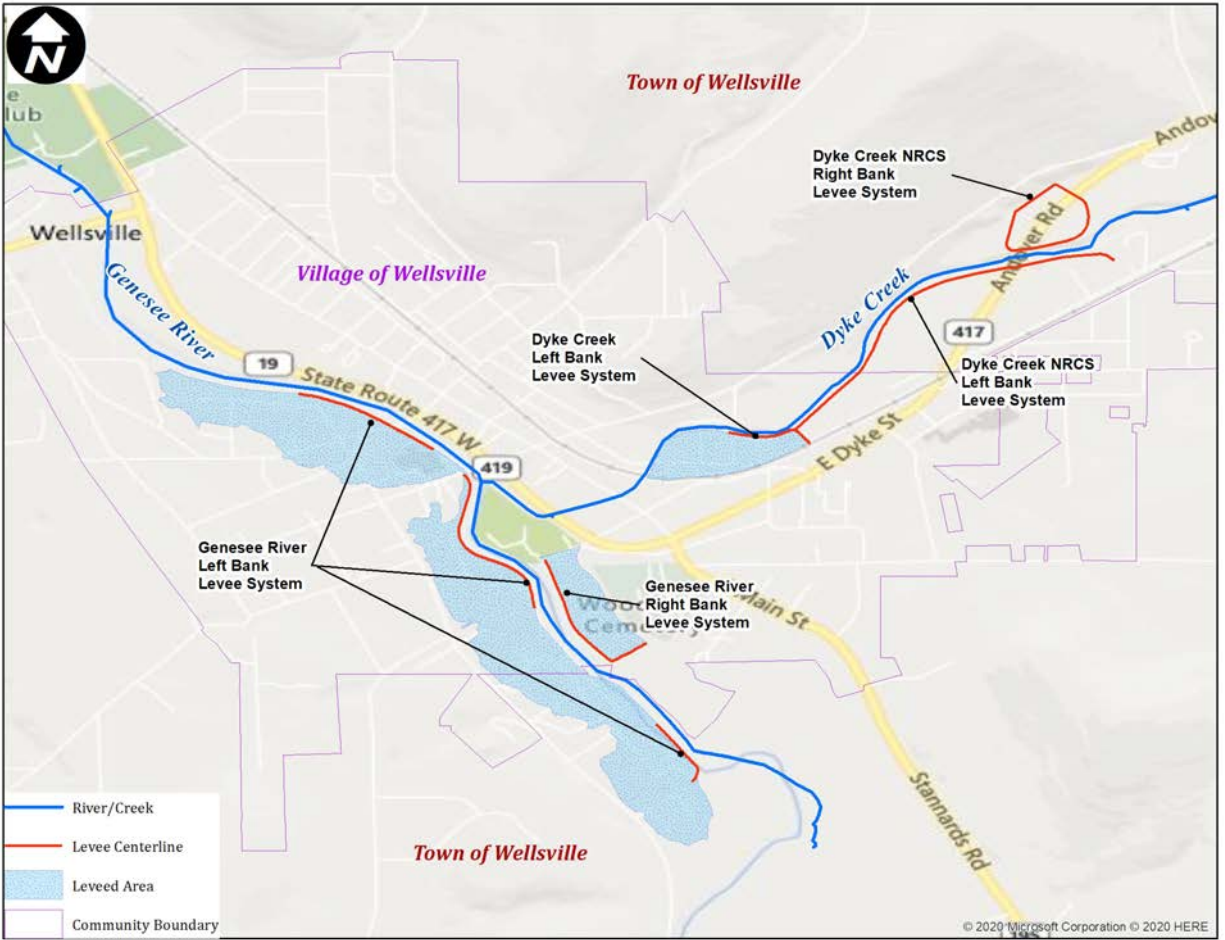 N
e
lub
Town of Wellsville
Andov
Dyke Creek NRCS
Right Bank
Levee System
Wellsville
Village of Wellsville
Genesee River
Andover Rd
Dyke Creek
417
Dyke Creek
Left Bank
Levee System
19
State Route 417 W
Dyke Creek NRCS
Left Bank
Levee System
E Dyke St
419
Genesee River
Left Bank
Levee System
Genesee River
Right Bank
Levee System
Main St
Stannards Rd
Town of Wellsville
River/Creek
Levee Centerline
Leveed Area
Community Boundary
© 2020 Microsoft Corporation © 2020 HERE